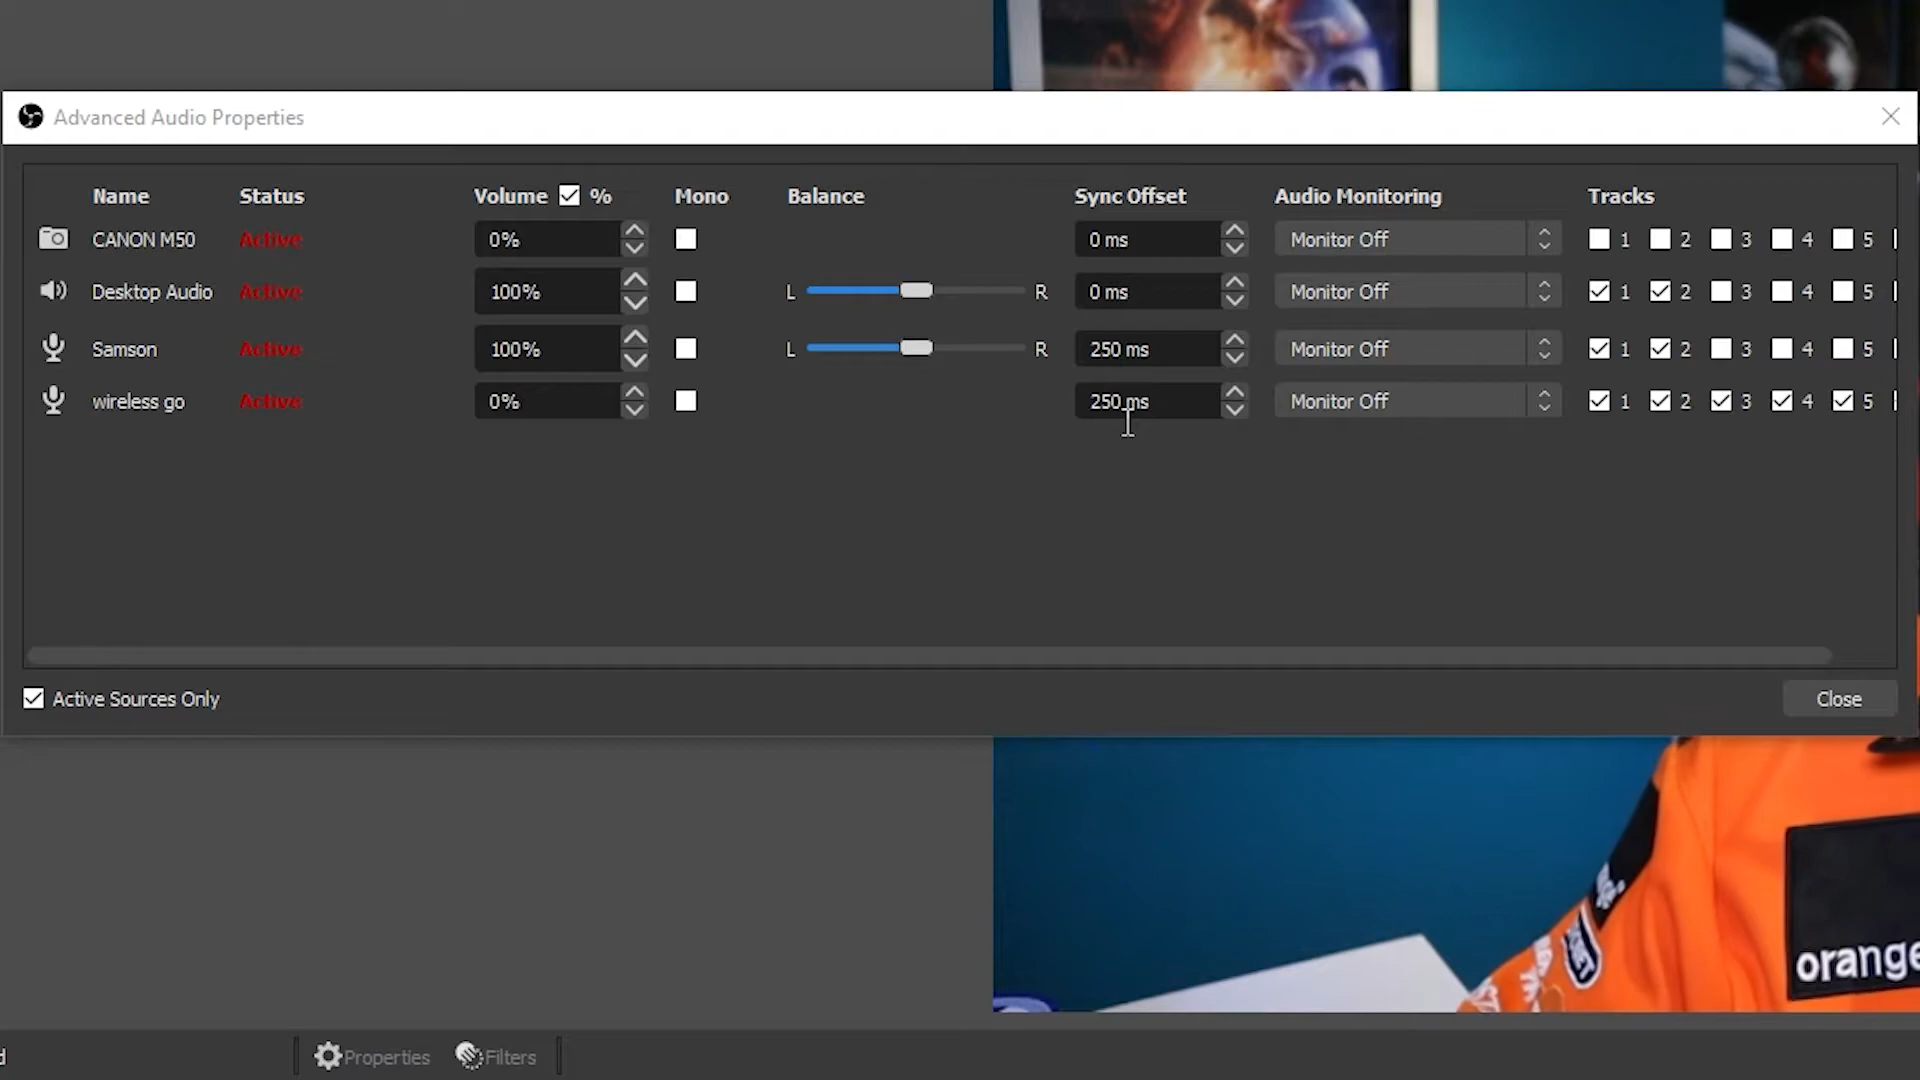 Advanced Audio Properties
Name Status Volume % Mono Balance Sync Offset Audio Monitoring Tracks
CANON M50 Active 0% 0 ms Monitor Off 1 2 3 4 5
Desktop Audio Active 100% L R 0 ms Monitor Off 1 2 3 4 5
Samson Active 100% L R 250 ms Monitor Off 1 2 3 4 5
wireless go Active 0% 250 ms Monitor Off 1 2 3 4 5
Active Sources Only
Close
orange
Properties Filters